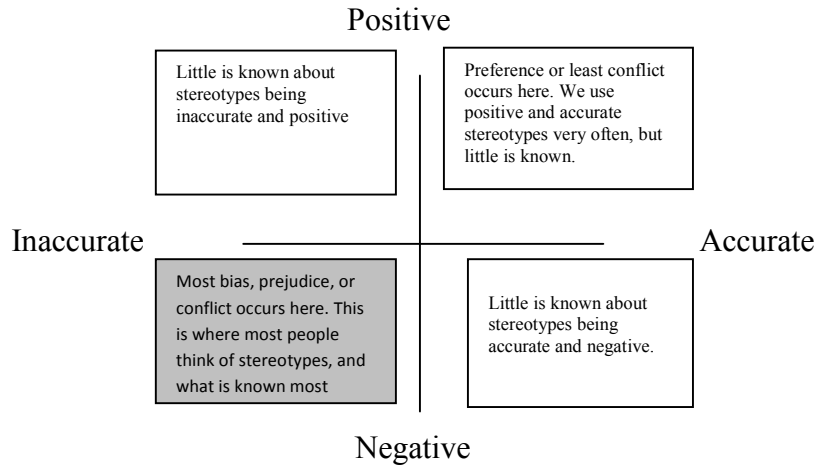 Positive
Little is known about
stereotypes being
inaccurate and positive
Preference or least conflict
occurs here. We use
positive and accurate
stereotypes very often, but
little is known.
Inaccurate
Accurate
Most bias, prejudice, or
conflict occurs here. This
is where most people
think of stereotypes, and
what is known most
Little is known about
stereotypes being
accurate and negative.
Negative